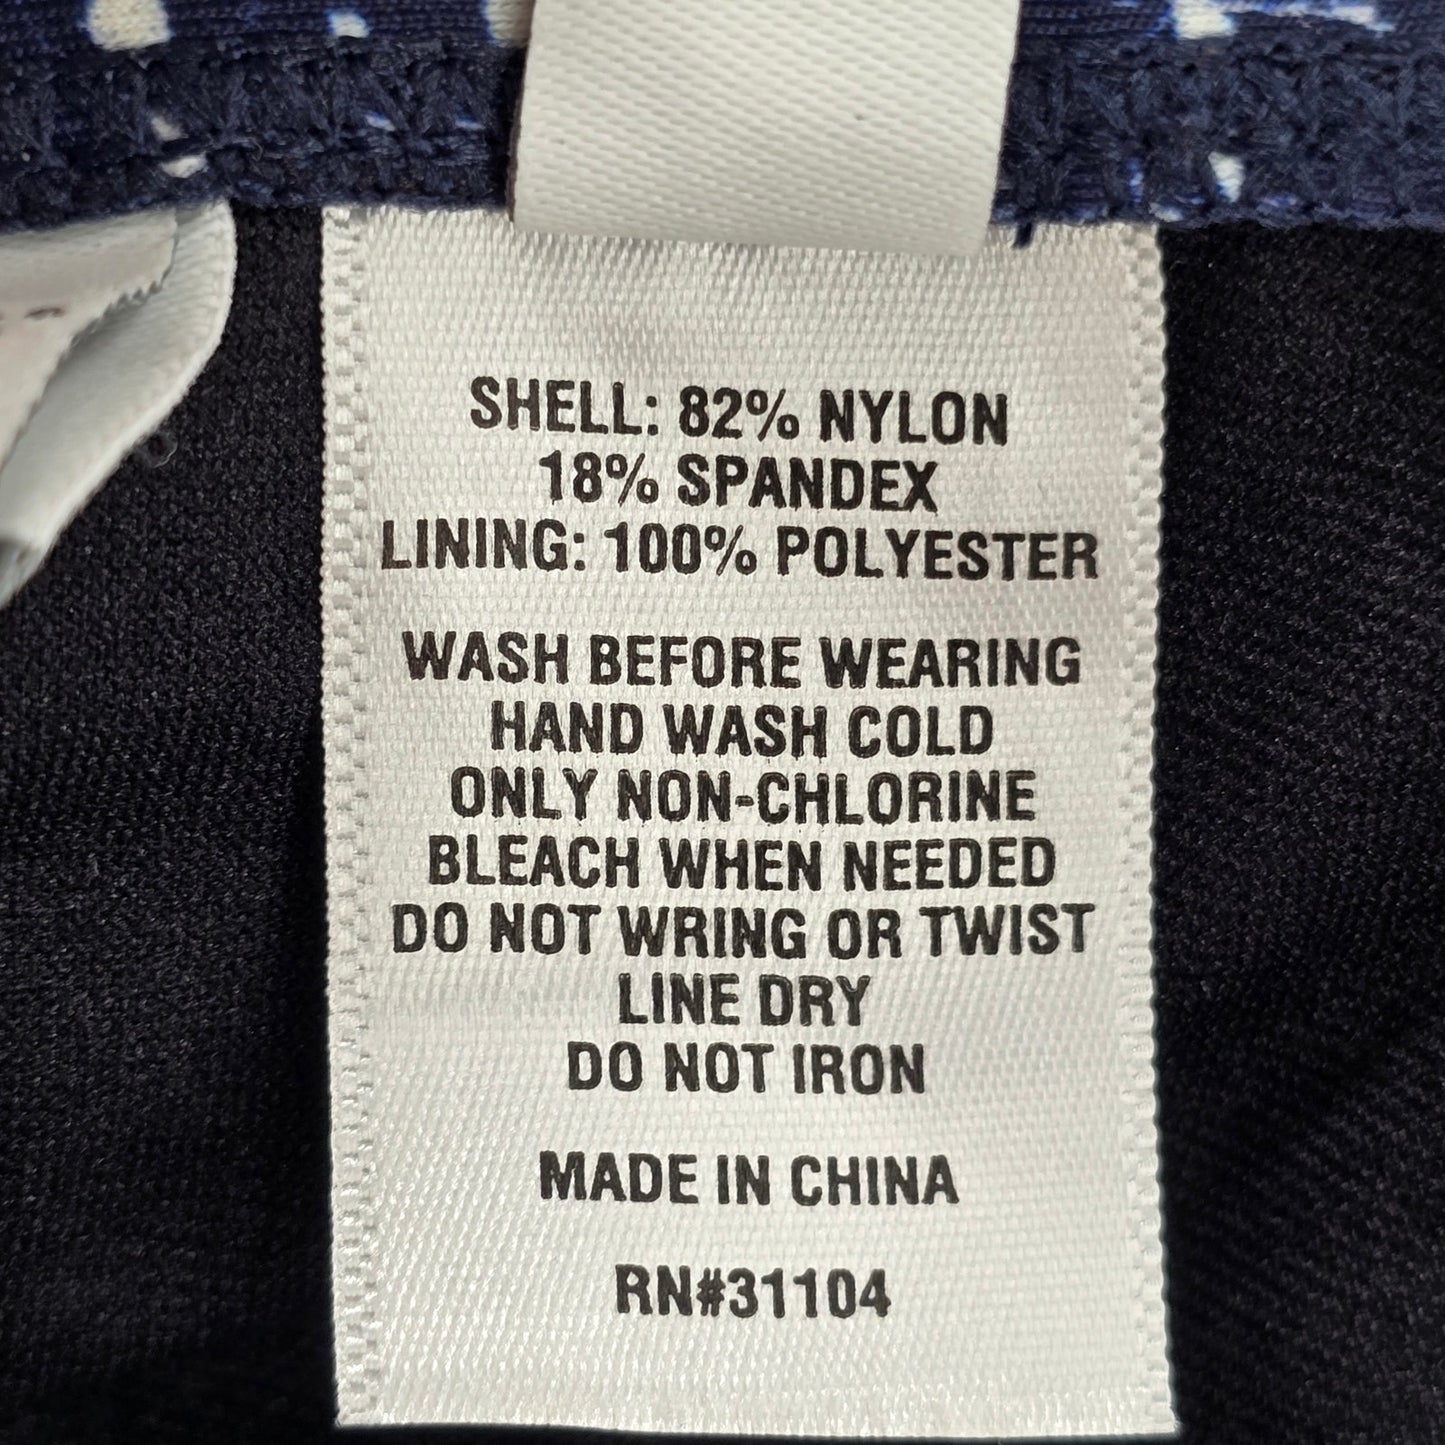 SHELL: 82% NYLON
18% SPANDEX
LINING: 100% POLYESTER
WASH BEFORE WEARING
HAND WASH COLD
ONLY NON-CHLORINE
BLEACH WHEN NEEDED
DO NOT WRING OR TWIST
LINE DRY
DO NOT IRON
MADE IN CHINA
RN#31104